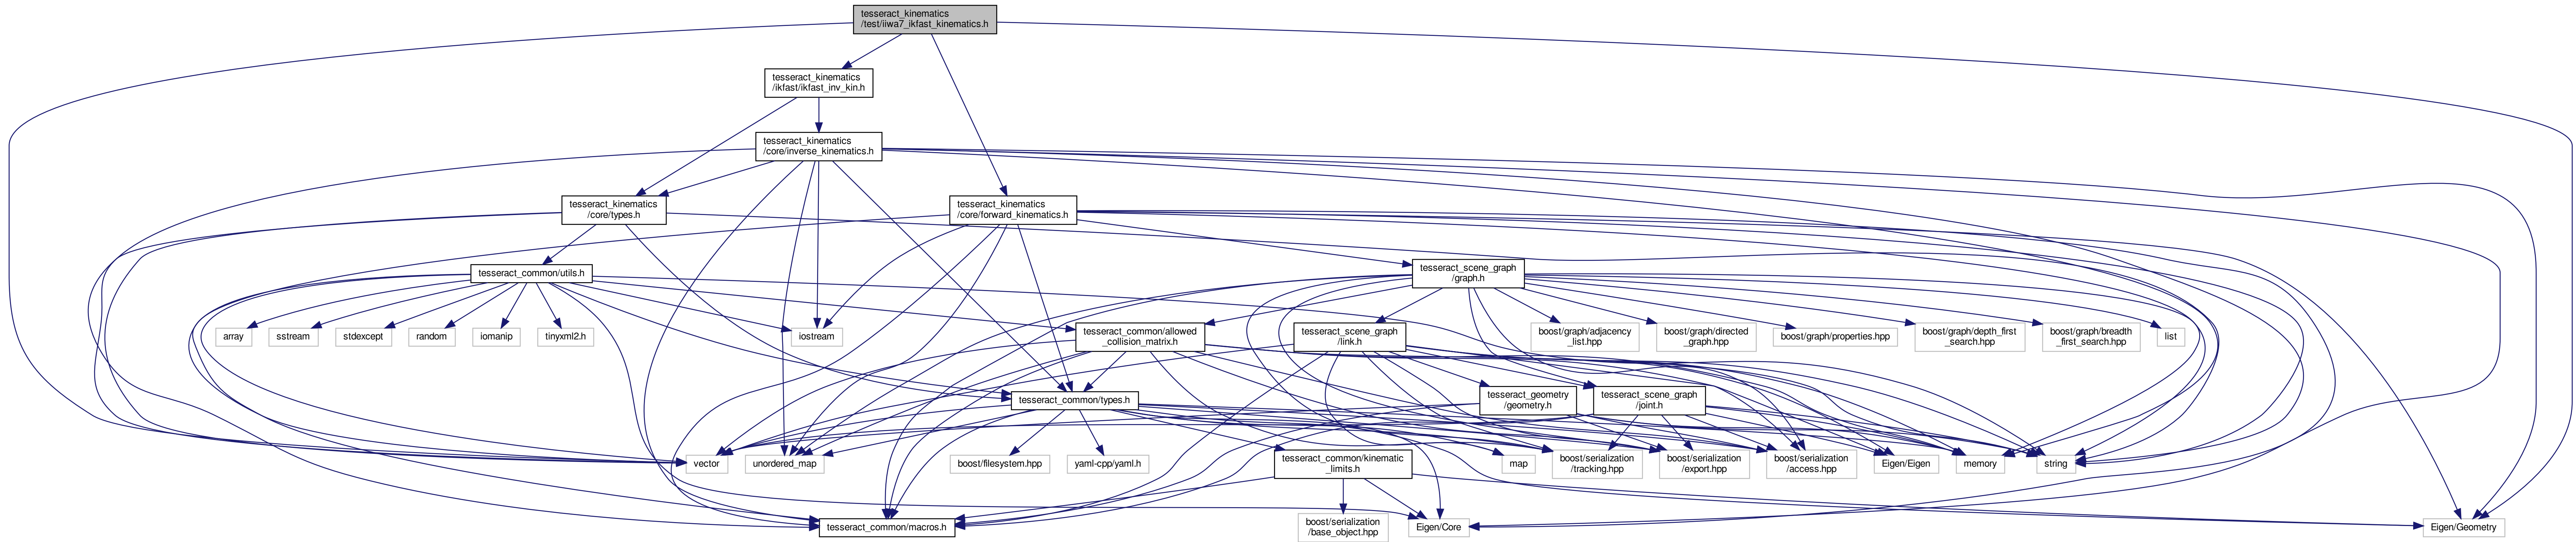 tesseract_kinematics
/test/iiwa7_ikfast_kinematics.h
tesseract_kinematics
/ikfast/ikfast_inv_kin.h
tesseract_kinematics
/core/inverse_kinematics.h
tesseract_kinematics
/core/types.h
tesseract_kinematics
/core/forward_kinematics.h
tesseract_common/utils.h
tesseract_scene_graph
/graph.h
array
sstream
stdexcept
random
iomanip
tinyxml2.h
iostream
tesseract_common/allowed
_collision_matrix.h
tesseract_scene_graph
/link.h
boost/graph/adjacency
_list.hpp
boost/graph/directed
_graph.hpp
boost/graph/properties.hpp
boost/graph/depth_first
_search.hpp
boost/graph/breadth
_first_search.hpp
list
tesseract_common/types.h
tesseract_geometry
/geometry.h
tesseract_scene_graph
/joint.h
vector
unordered_map
boost/filesystem.hpp
yaml-cpp/yaml.h
tesseract_common/kinematic
_limits.h
map
boost/serialization
/tracking.hpp
boost/serialization
/export.hpp
boost/serialization
/access.hpp
Eigen/Eigen
memory
string
tesseract_common/macros.h
boost/serialization
/base_object.hpp
Eigen/Core
Eigen/Geometry